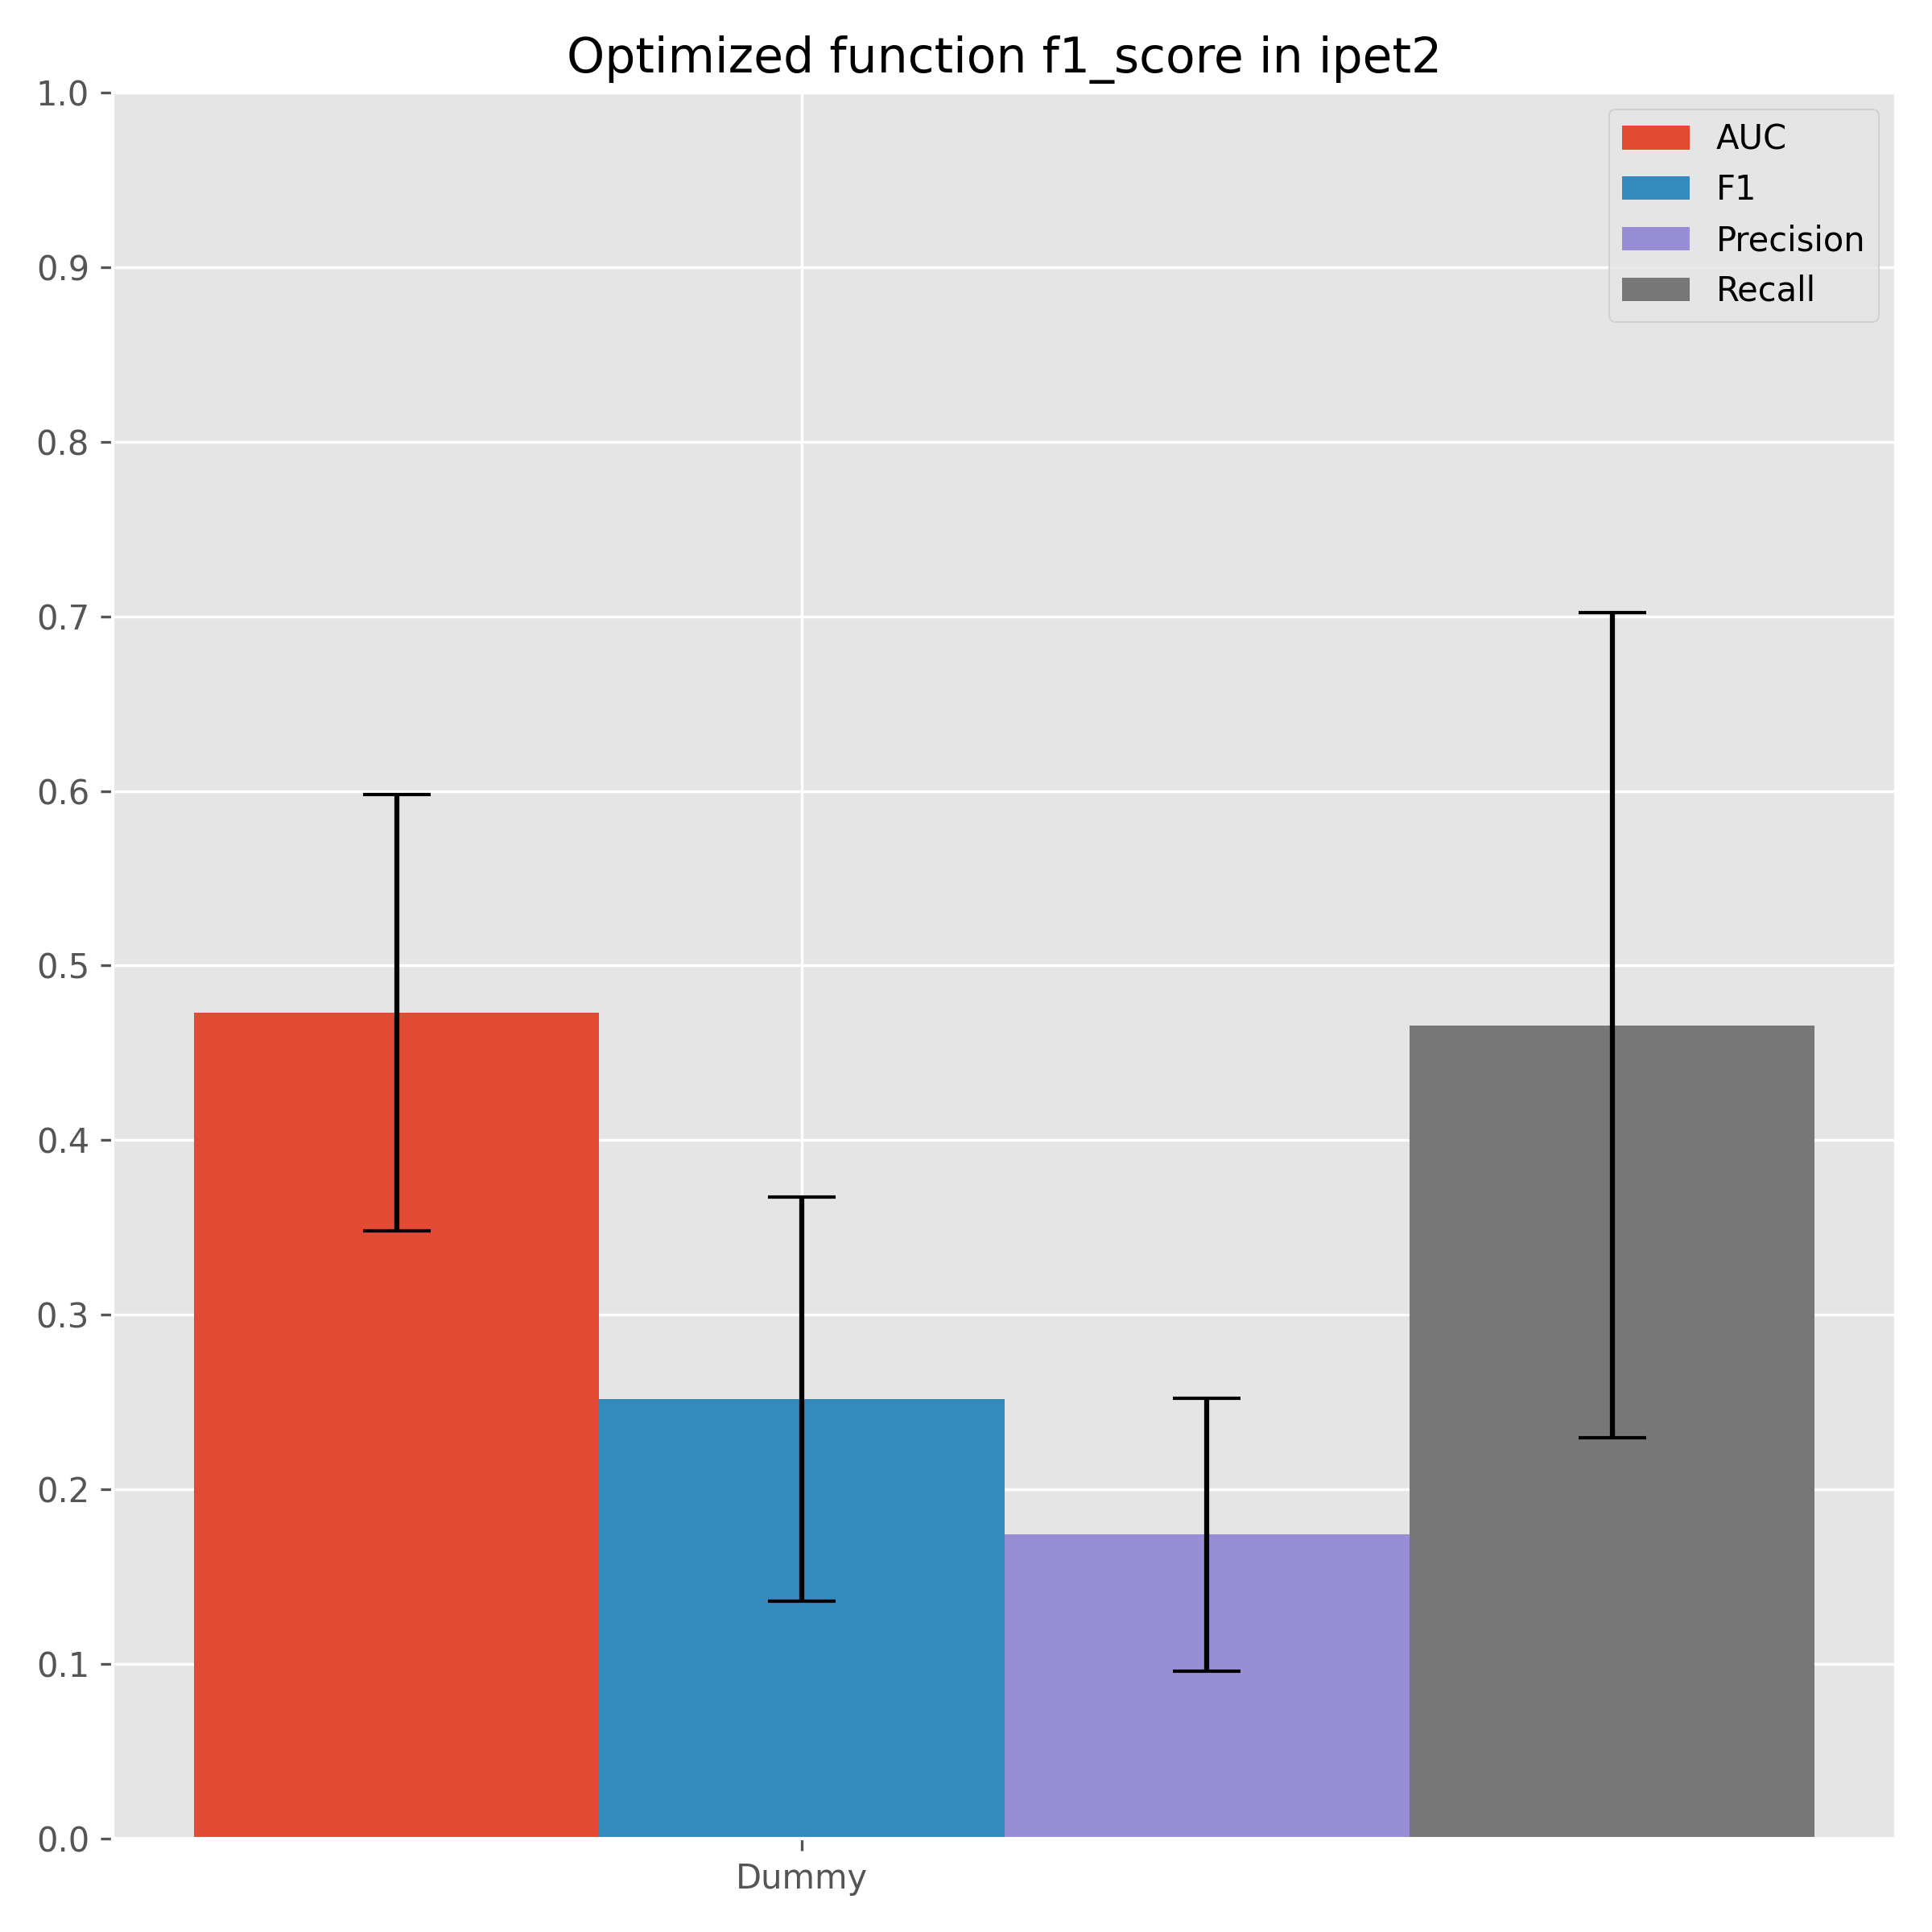 Optimized function f1_score in ipet2
1.0
0.9
0.8
0.7
0.6
0.5
0.4
0.3
0.2
0.1
0.0
AUC
F1
Precision
Recall
Dummy